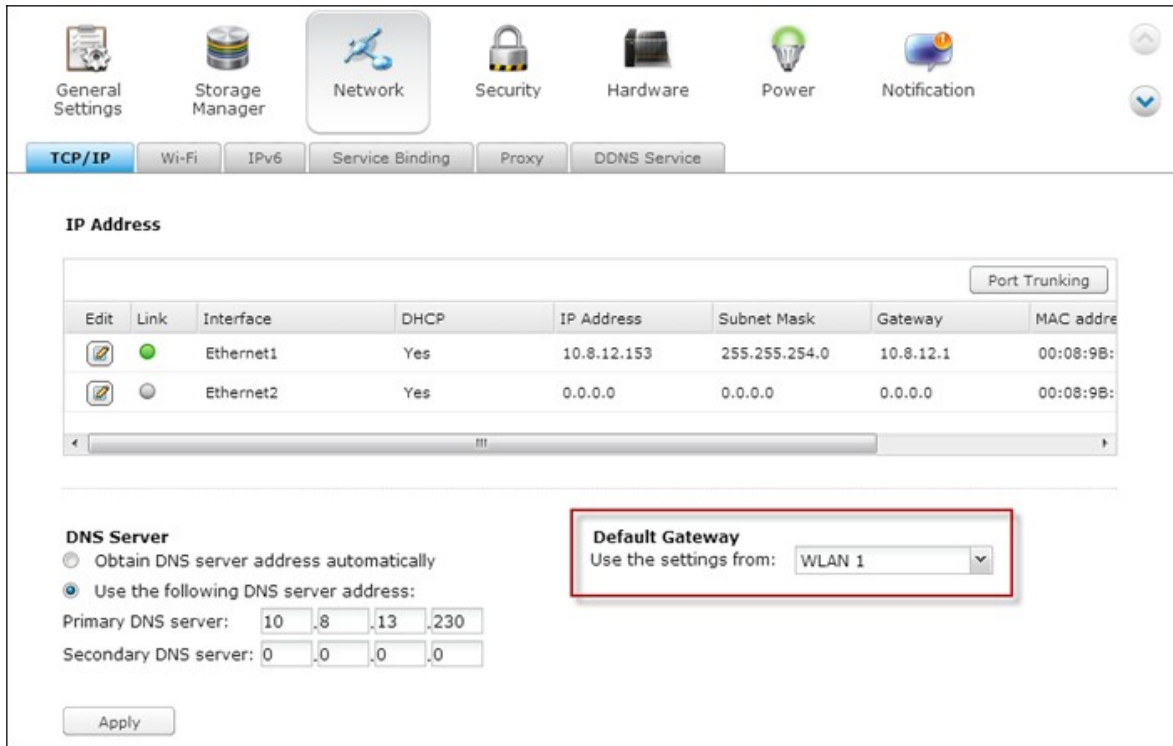 General Settings
Storage Manager
Network
Security
Hardware
Power
Notification
TCP/IP
Wi-Fi
IPv6
Service Binding
Proxy
DDNS Service
IP Address
Port Trunking
Edit Link Interface DHCP IP Address Subnet Mask Gateway MAC addre
Ethernet1 Yes 10.8.12.153 255.255.254.0 10.8.12.1 00:08:9B:
Ethernet2 Yes 0.0.0.0 0.0.0.0 0.0.0.0 00:08:9B:
DNS Server
Obtain DNS server address automatically
Use the following DNS server address:
Primary DNS server: 10 .8 .13 .230
Secondary DNS server: 0 .0 .0 .0
Default Gateway
Use the settings from: WLAN 1
Apply